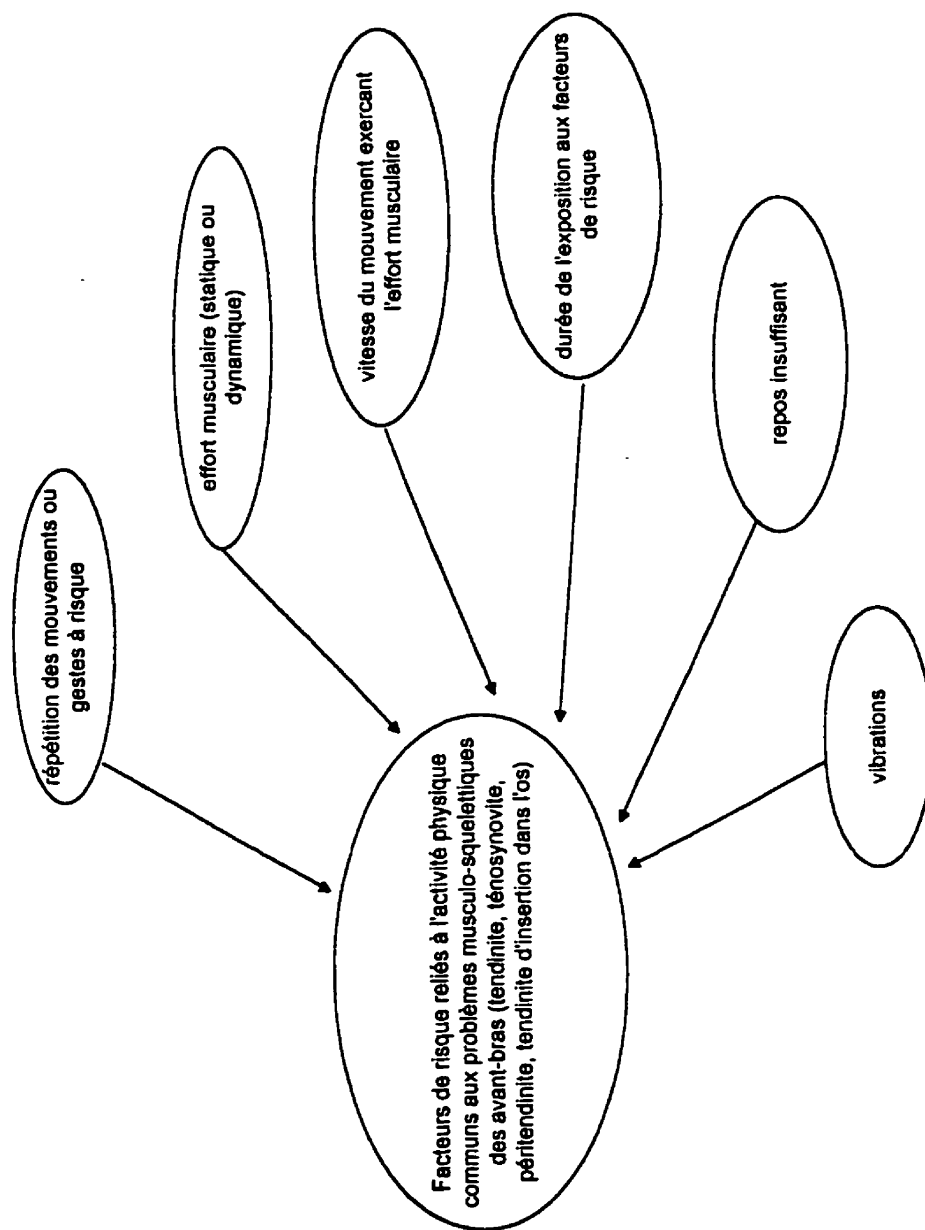 répétition des mouvements ou
gestes à risque
effort musculaire (statique ou
dynamique)
vitesse du mouvement exercant
l'effort musculaire
durée de l'exposition aux facteurs
de risque
repos insuffisant
vibrations
Facteurs de risque reliés à l'activité physique
communs aux problèmes musculo-squelettiques
des avant-bras (tendinite, ténosynovite,
péritendinite, tendinite d'insertion dans l'os)